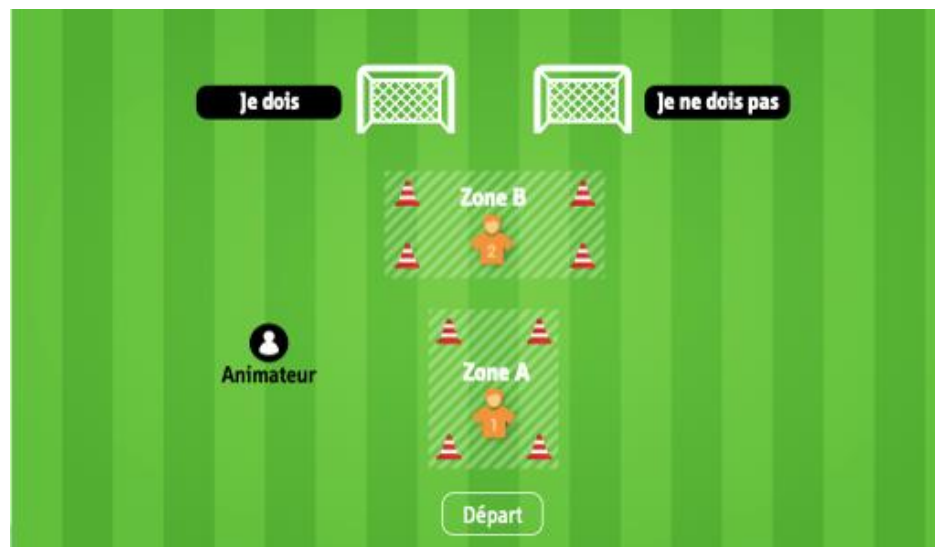 Je dois
Je ne dois pas
Zone B
2
Animateur
Zone A
1
Départ